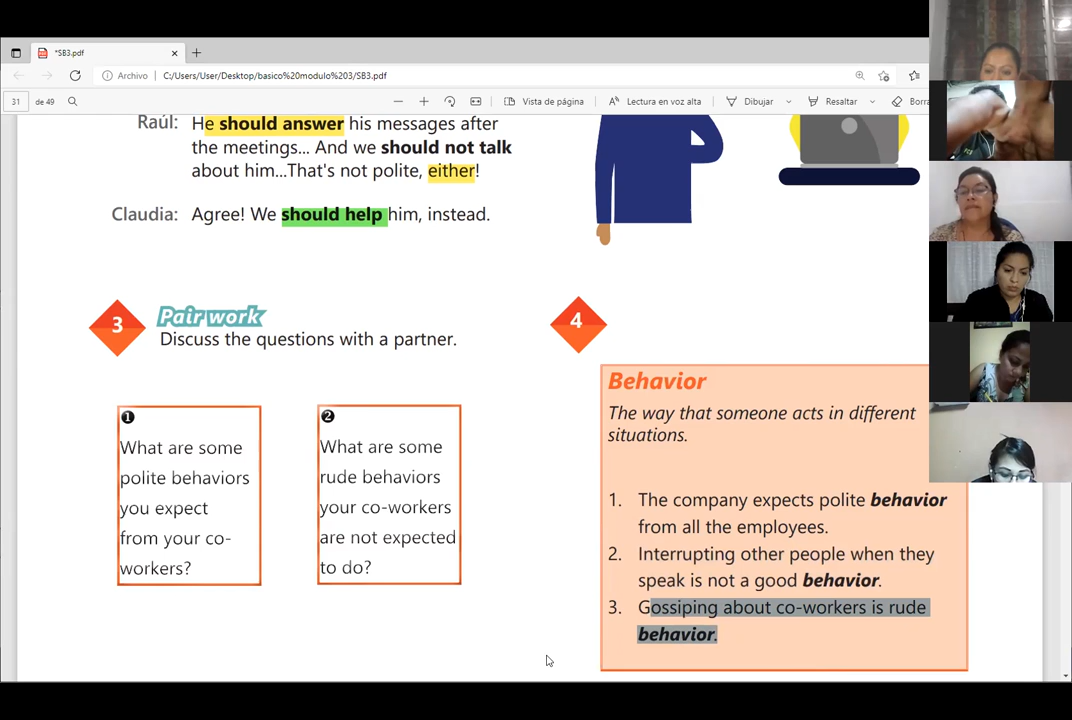 *SB3.pdf
Archivo
C:/Users/User/Desktop/basico%20modulo%203/SB3.pdf
31
de 49
Vista de página
Lectura en voz alta
Dibujar
Resaltar
Borra
Raúl: He should answer his messages after
the meetings... And we should not talk
about him...That's not polite, either!
Claudia: Agree! We should help him, instead.
3
Pair work
Discuss the questions with a partner.
1
What are some
polite behaviors
you expect
from your co-
workers?
2
What are some
rude behaviors
your co-workers
are not expected
to do?
4
Behavior
The way that someone acts in different
situations.
1. The company expects polite behavior
from all the employees.
2. Interrupting other people when they
speak is not a good behavior.
3. Gossiping about co-workers is rude
behavior.